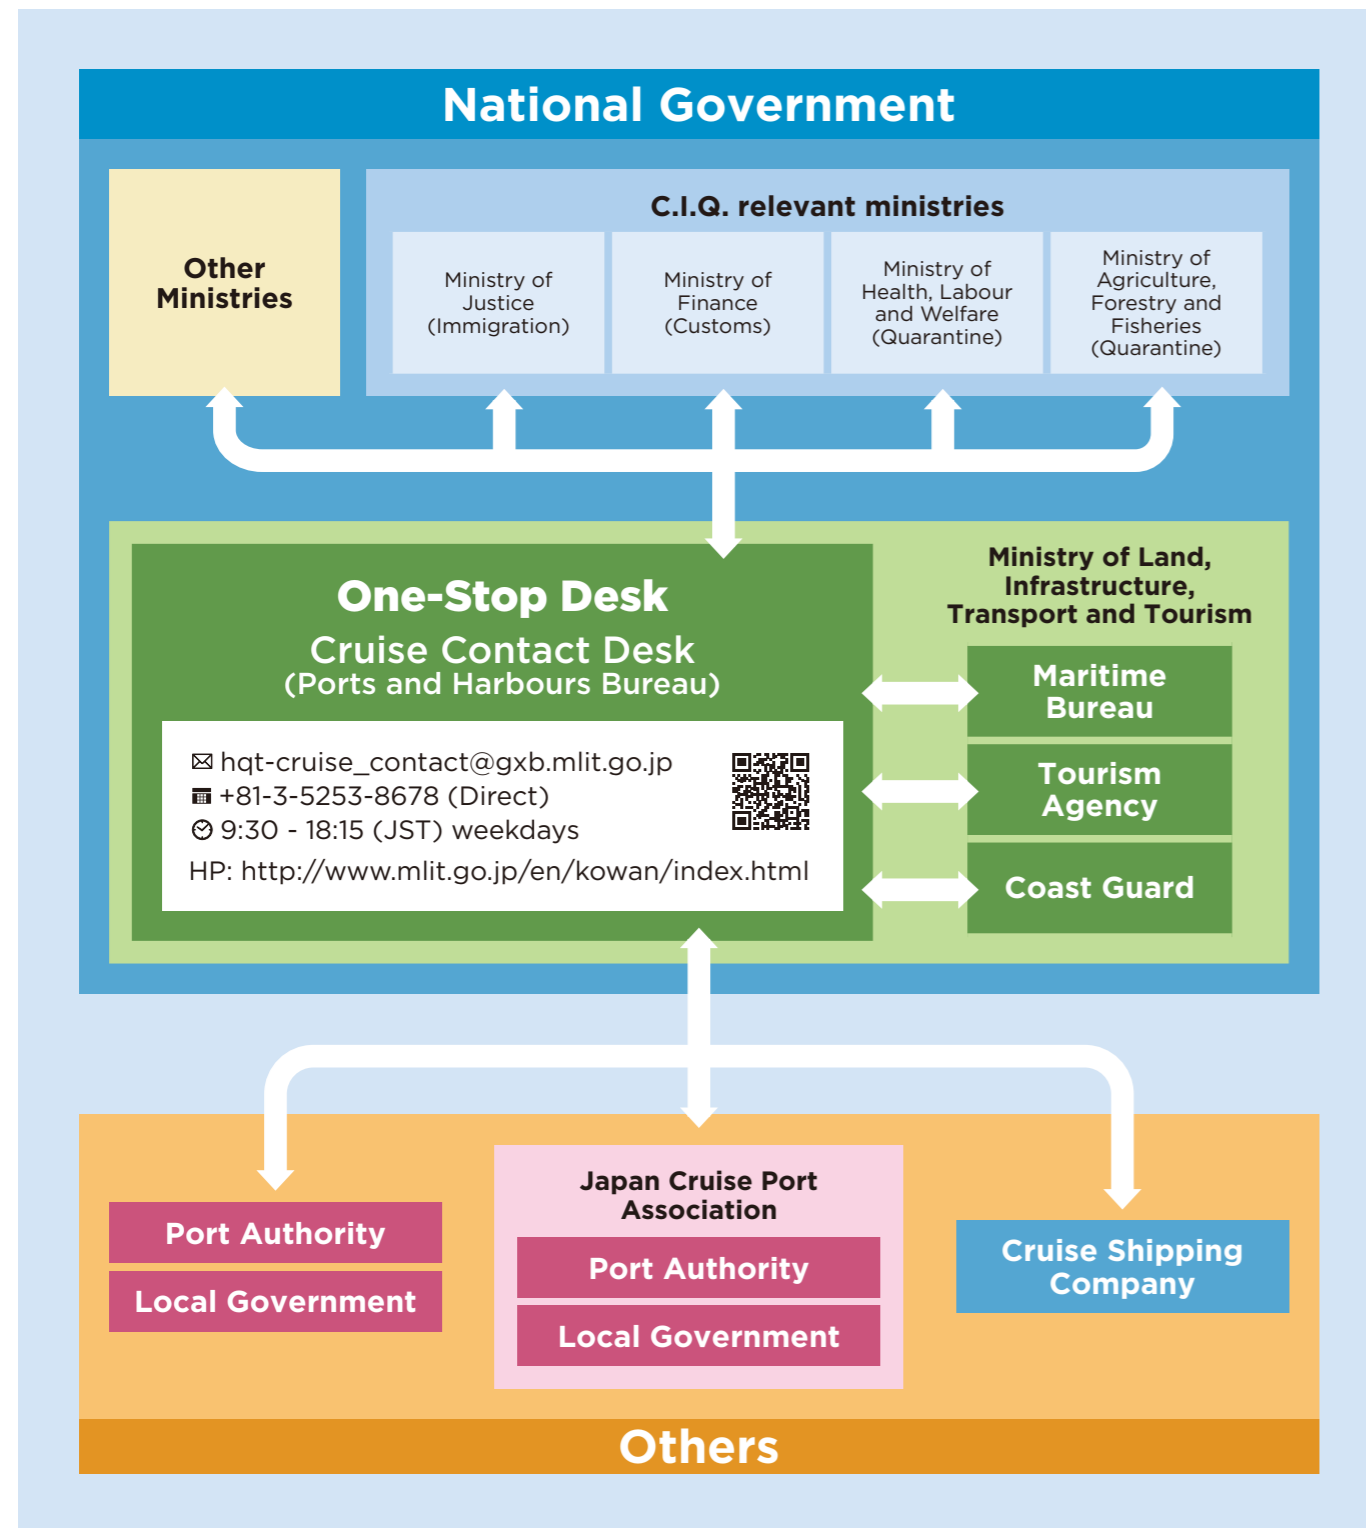 National Government
Other
Ministries
C.I.Q. relevant ministries
Ministry of
Justice
(Immigration)
Ministry of
Finance
(Customs)
Ministry of
Health, Labour
and Welfare
(Quarantine)
Ministry of
Agriculture,
Forestry and
Fisheries
(Quarantine)
One-Stop Desk
Cruise Contact Desk
(Ports and Harbours Bureau)
hqt-cruise_contact@gxb.mlit.go.jp
+81-3-5253-8678 (Direct)
9:30 - 18:15 (JST) weekdays
HP: http://www.mlit.go.jp/en/kowan/index.html
Ministry of Land,
Infrastructure,
Transport and Tourism
Maritime
Bureau
Tourism
Agency
Coast Guard
Port Authority
Local Government
Japan Cruise Port
Association
Port Authority
Local Government
Cruise Shipping
Company
Others